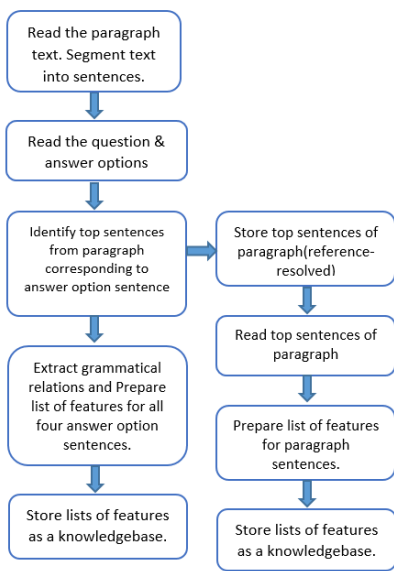 Read the paragraph
text. Segment text
into sentences.
Read the question &
answer options
Identify top sentences
from paragraph
corresponding to
answer option sentence
Store top sentences of
paragraph(reference-
resolved)
Read top sentences of
paragraph
Extract grammatical
relations and Prepare
list of features for all
four answer option
sentences.
Prepare list of features
for paragraph
sentences.
Store lists of features
as a knowledgebase.
Store lists of features
as a knowledgebase.